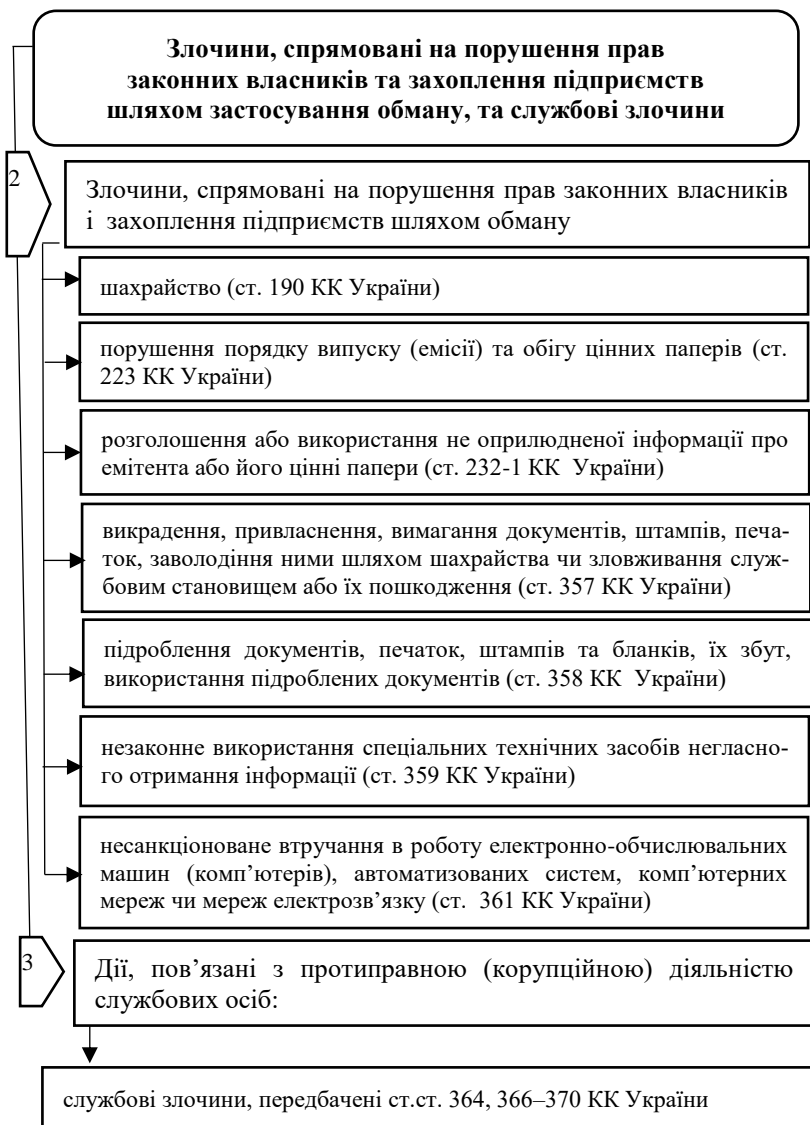 Злочини, спрямовані на порушення прав
законних власників та захоплення підприємств
шляхом застосування обману, та службові злочини
2
Злочини, спрямовані на порушення прав законних власників
і захоплення підприємств шляхом обману
шахрайство (ст. 190 КК України)
порушення порядку випуску (емісії) та обігу цінних паперів (ст.
223 КК України)
розголошення або використання не оприлюдненої інформації про
емітента або його цінні папери (ст. 232-1 КК України)
викрадення, привласнення, вимагання документів, штампів, печа-
ток, заволодіння ними шляхом шахрайства чи зловживання служ-
бовим становищем або їх пошкодження (ст. 357 КК України)
підроблення документів, печаток, штампів та бланків, їх збут,
використання підроблених документів (ст. 358 КК України)
незаконне використання спеціальних технічних засобів негласно-
го отримання інформації (ст. 359 КК України)
несанкціоноване втручання в роботу електронно-обчислювальних
машин (комп’ютерів), автоматизованих систем, комп’ютерних
мереж чи мереж електрозв’язку (ст. 361 КК України)
3
Дії, пов’язані з протиправною (корупційною) діяльністю
службових осіб:
службові злочини, передбачені ст.ст. 364, 366–370 КК України